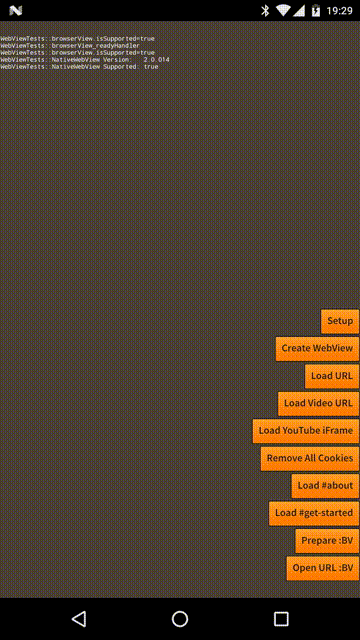 19:29
WebViewTests::browserView.isSupported=true
WebViewTests::browserView_readyHandler
WebViewTests::browserView.isSupported=true
WebViewTests::NativeWebView Version:   2.0.014
WebViewTests::NativeWebView Supported: true
Setup
Create WebView
Load URL
Load Video URL
Load YouTube iFrame
Remove All Cookies
Load #about
Load #get-started
Prepare :BV
Open URL :BV